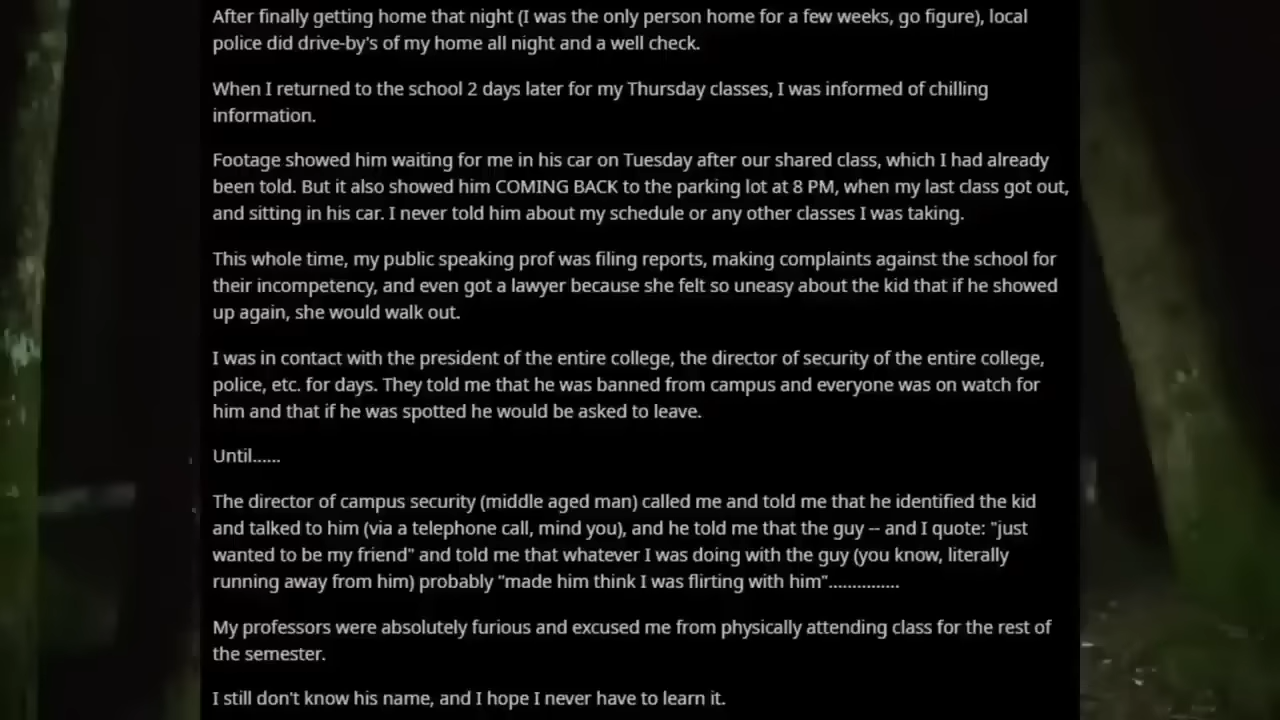 After finally getting home that night (I was the only person home for a few weeks, go figure), local
police did drive-by's of my home all night and a well check.
When I returned to the school 2 days later for my Thursday classes, I was informed of chilling
information.
Footage showed him waiting for me in his car on Tuesday after our shared class, which I had already
been told. But it also showed him COMING BACK to the parking lot at 8 PM, when my last class got out,
and sitting in his car. I never told him about my schedule or any other classes I was taking.
This whole time, my public speaking prof was filing reports, making complaints against the school for
their incompetency, and even got a lawyer because she felt so uneasy about the kid that if he showed
up again, she would walk out.
I was in contact with the president of the entire college, the director of security of the entire college,
police, etc. for days. They told me that he was banned from campus and everyone was on watch for
him and that if he was spotted he would be asked to leave.
Until......
The director of campus security (middle aged man) called me and told me that he identified the kid
and talked to him (via a telephone call, mind you), and he told me that the guy -- and I quote: "just
wanted to be my friend" and told me that whatever I was doing with the guy (you know, literally
running away from him) probably "made him think I was flirting with him"...............
My professors were absolutely furious and excused me from physically attending class for the rest of
the semester.
I still don't know his name, and I hope I never have to learn it.